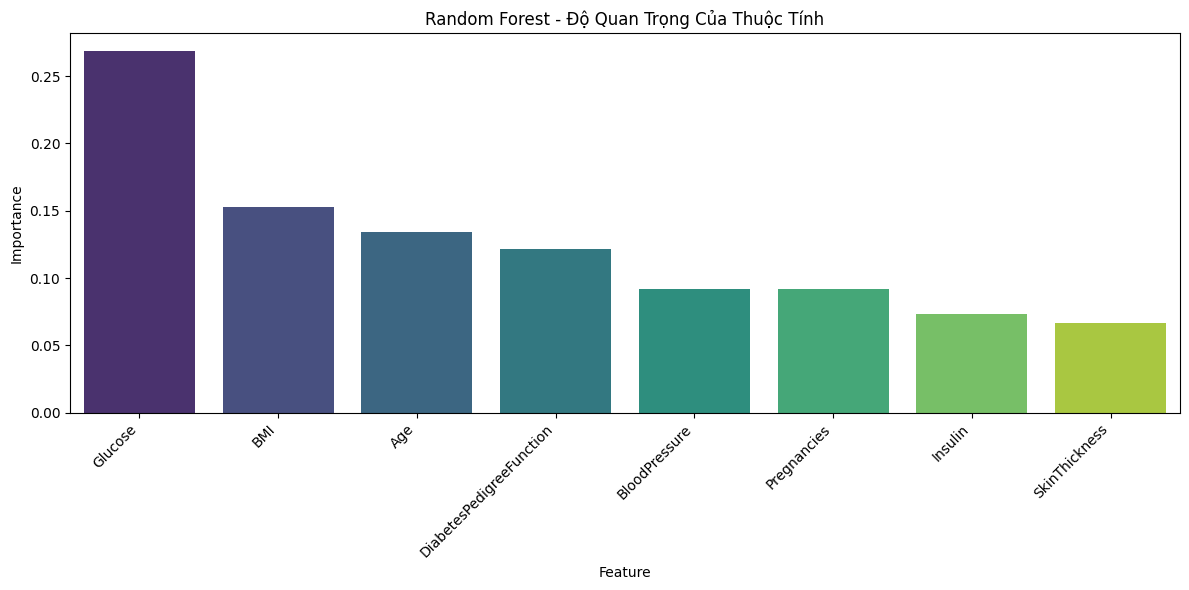 Random Forest - Độ Quan Trọng Của Thuộc Tính
Importance
0.25
0.20
0.15
0.10
0.05
0.00
Glucose
BMI
Age
DiabetesPedigreeFunction
BloodPressure
Pregnancies
Insulin
SkinThickness
Feature